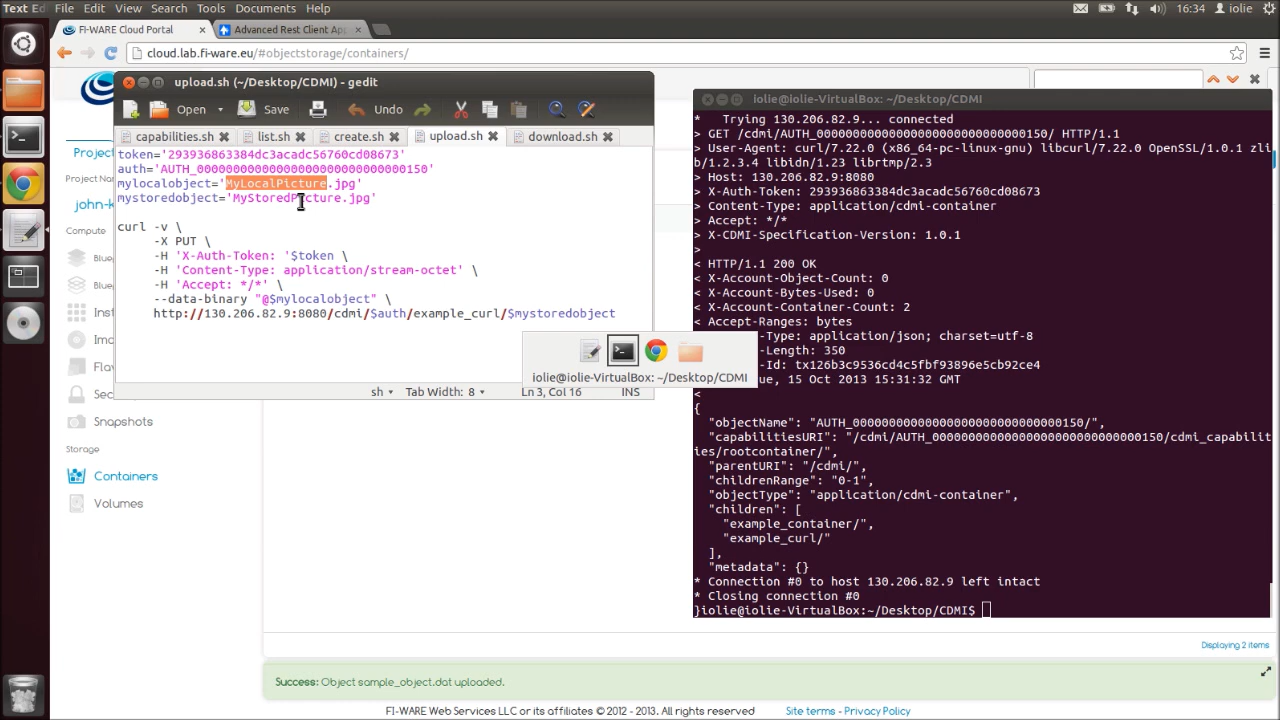 Text Ed File Edit View Search Tools Documents Help 16:34 iolie
FI-WARE Cloud Portal × Advanced Rest Client App ×
cloud.lab.fi-ware.eu/#objectstorage/containers/
upload.sh (~/Desktop/CDMI) - gedit
Open Save Undo
capabilities.sh list.sh create.sh upload.sh download.sh
token='293936863384dc3acadc56760cd08673'
auth='AUTH_00000000000000000000000000000150'
mylocalobject='MyLocalPicture.jpg'
mystoredobject='MyStoredPicture.jpg'
curl -v \
-X PUT \
-H 'X-Auth-Token: '$token \
-H 'Content-Type: application/stream-octet' \
-H 'Accept: */*' \
--data-binary "@$mylocalobject" \
http://130.206.82.9:8080/cdmi/$auth/example_curl/$mystoredobject
sh Tab Width: 8 Ln 3, Col 16 INS
Project Name
john-k
Snapshots
Storage
Containers
Volumes
iolie@iolie-VirtualBox: ~/Desktop/CDMI
iolie@iolie-VirtualBox: ~/Desktop/CDMI
* Trying 130.206.82.9... connected
> GET /cdmi/AUTH_00000000000000000000000000000150/ HTTP/1.1
> User-Agent: curl/7.22.0 (x86_64-pc-linux-gnu) libcurl/7.22.0 OpenSSL/1.0.1 zli
b/1.2.3.4 libidn/1.23 librtmp/2.3
> Host: 130.206.82.9:8080
> X-Auth-Token: 293936863384dc3acadc56760cd08673
> Content-Type: application/cdmi-container
> Accept: */*
> X-CDMI-Specification-Version: 1.0.1
>
< HTTP/1.1 200 OK
< X-Account-Object-Count: 0
< X-Account-Bytes-Used: 0
< X-Account-Container-Count: 2
< Accept-Ranges: bytes
-Type: application/json; charset=utf-8
-Length: 350
-Id: tx126b3c9536cd4c5fbf93896e5cb92ce4
ue, 15 Oct 2013 15:31:32 GMT
<
{
"objectName": "AUTH_00000000000000000000000000000150/",
"capabilitiesURI": "/cdmi/AUTH_00000000000000000000000000000150/cdmi_capabilit
ies/rootcontainer/",
"parentURI": "/cdmi/",
"childrenRange": "0-1",
"objectType": "application/cdmi-container",
"children": [
"example_container/",
"example_curl/"
],
"metadata": {}
* Connection #0 to host 130.206.82.9 left intact
* Closing connection #0
}iolie@iolie-VirtualBox:~/Desktop/CDMI$
Displaying 2 items
Success: Object sample_object.dat uploaded.
FI-WARE Web Services LLC or its affiliates © 2012 - 2013. All rights reserved Site terms - Privacy Policy